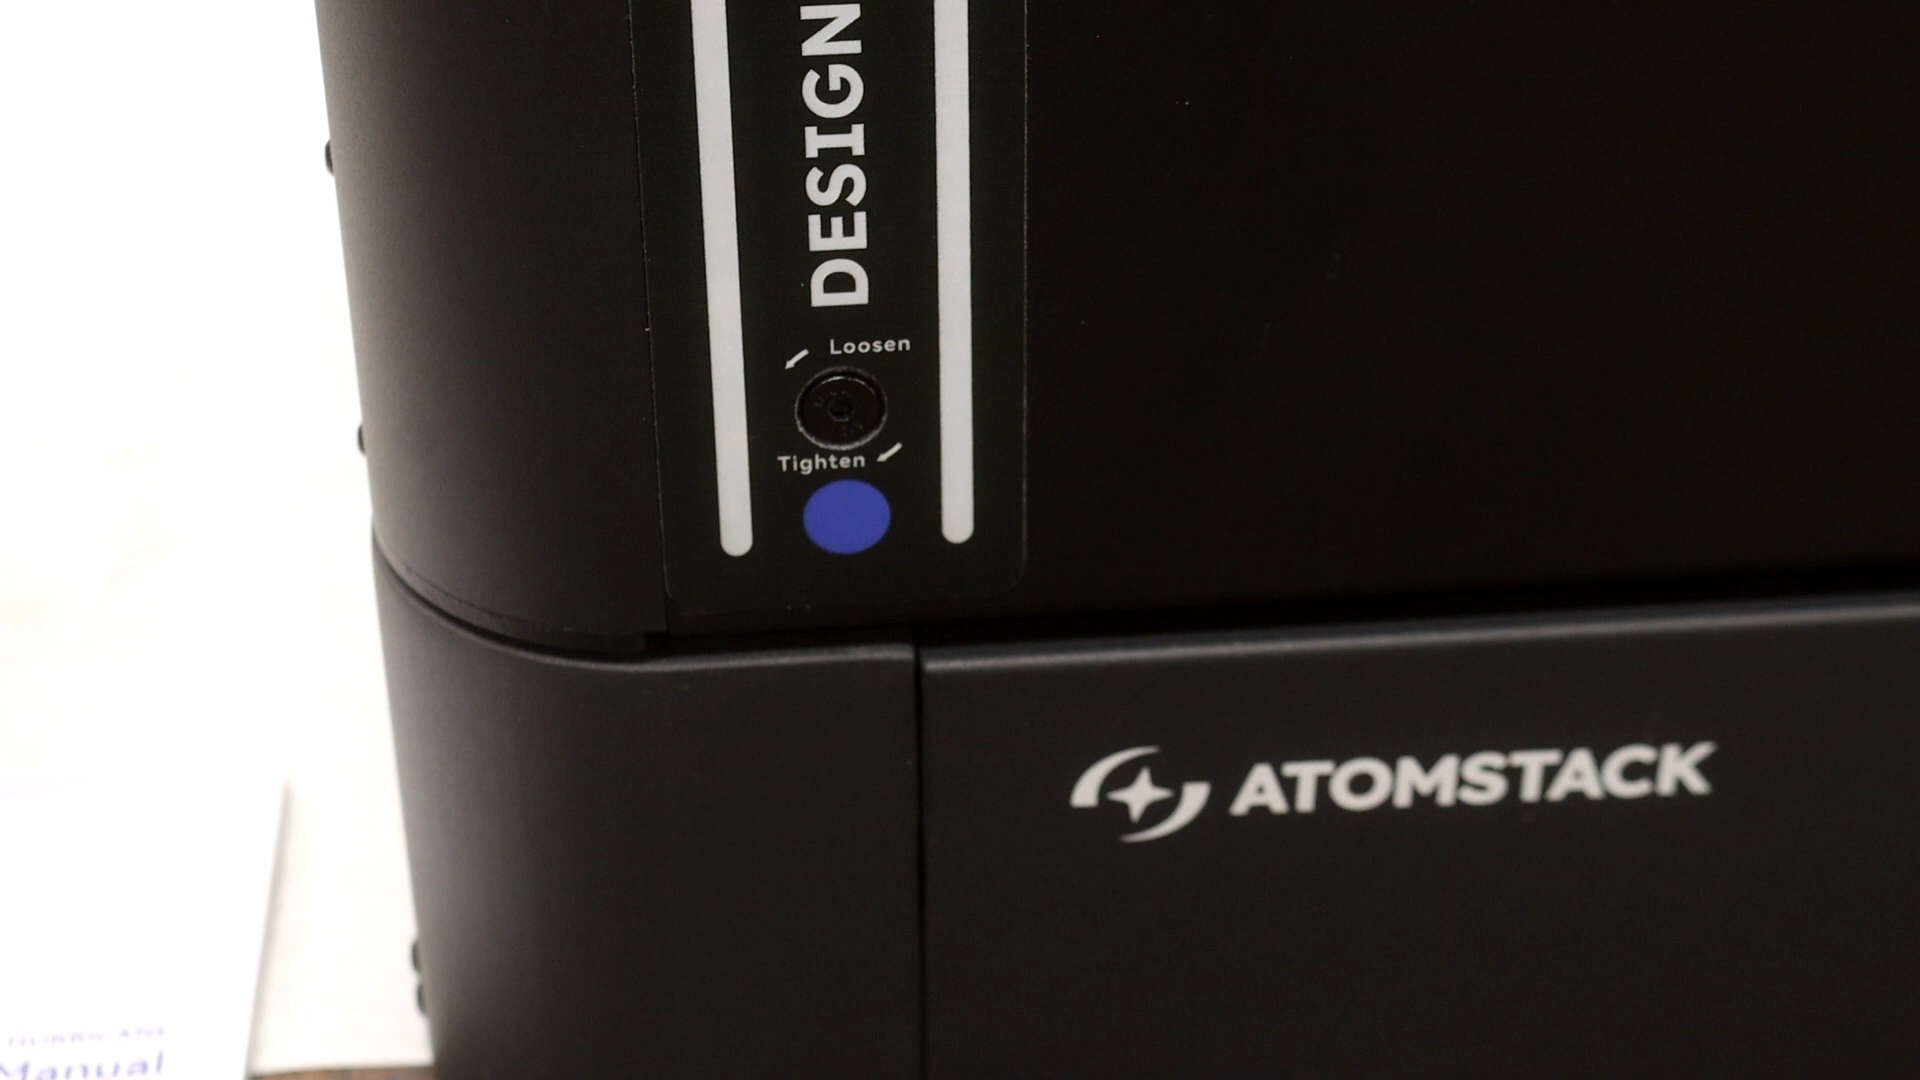 DESIGN
Loosen
Tighten
ATOMSTACK
Manual